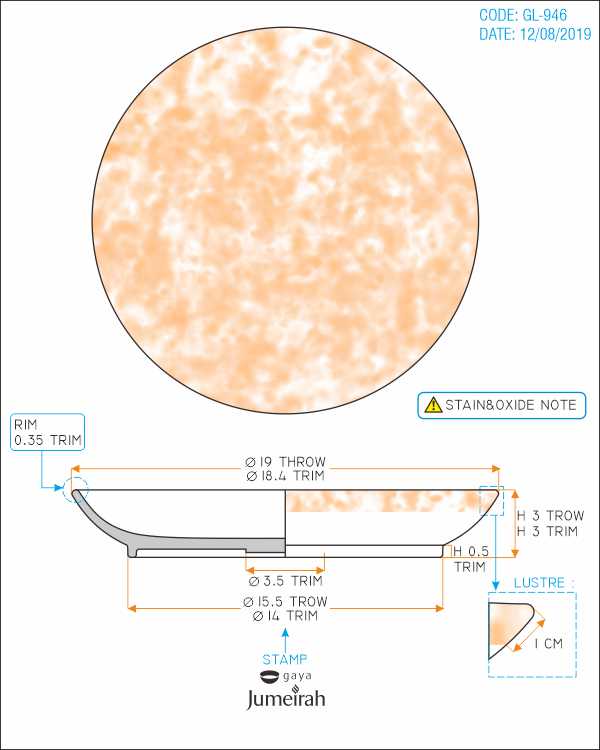 CODE: GL-946
DATE: 12/08/2019
STAIN&OXIDE NOTE
RIM
0.35 TRIM
Ø 19 THROW
Ø 18.4 TRIM
H 3 TROW
H 3 TRIM
H 0.5
TRIM
Ø 3.5 TRIM
Ø 15.5 TROW
Ø 14 TRIM
LUSTRE :
1 CM
STAMP
gaya
Jumeirah